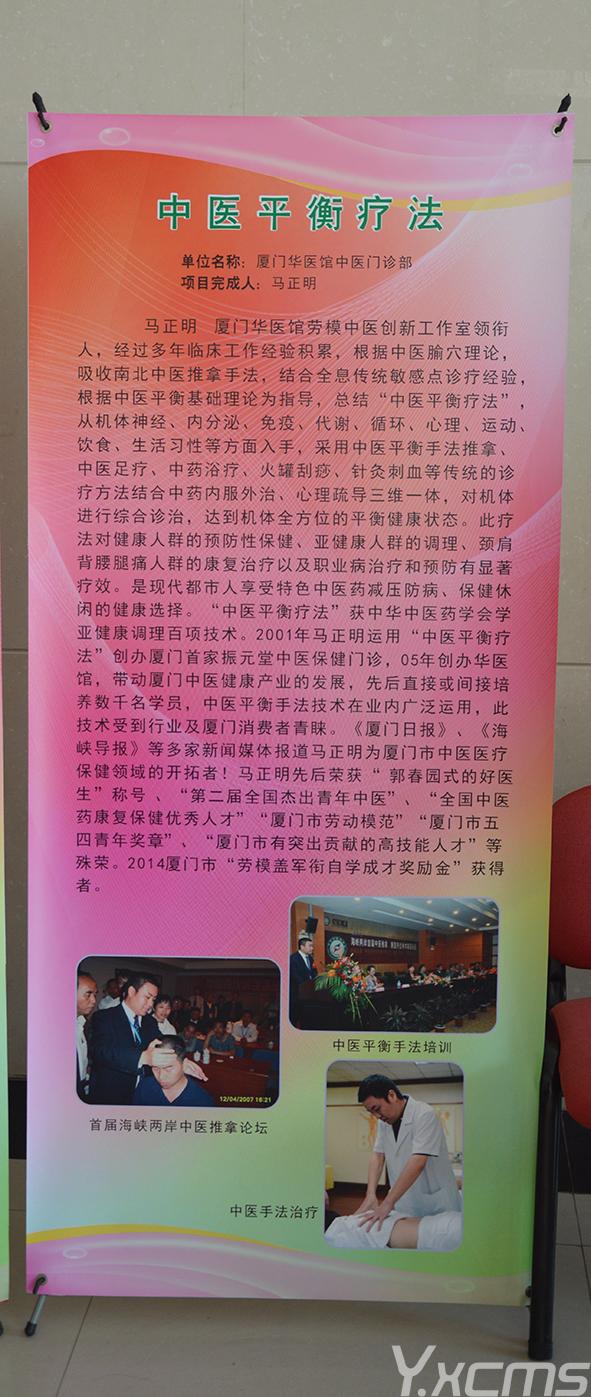 中医平衡疗法
单位名称：厦门华医馆中医门诊部
项目完成人：马正明
马正明 厦门华医馆劳模中医创新工作室领衔
人，经过多年临床工作经验积累，根据中医腧穴理论，
吸收南北中医推拿手法，结合全息传统敏感点诊疗经验，
根据中医平衡基础理论为指导，总结“中医平衡疗法”，
从机体神经、内分泌、免疫、代谢、循环、心理、运动、
饮食、生活习性等方面入手，采用中医平衡手法推拿、
中医足疗、中药浴疗、火罐刮痧、针灸刺血等传统的诊
疗方法结合中药内服外治、心理疏导三维一体，对机体
进行综合诊治，达到机体全方位的平衡健康状态。此疗
法对健康人群的预防性保健、亚健康人群的调理、颈肩
背腰腿痛人群的康复治疗以及职业病治疗和预防有显著
疗效。是现代都市人享受特色中医药减压防病、保健休
闲的健康选择。“中医平衡疗法”获中华中医药学会学
亚健康调理百项技术。2001年马正明运用“中医平衡疗
法”创办厦门首家振元堂中医保健门诊，05年创办华医
馆，带动厦门中医健康产业的发展，先后直接或间接培
养数千名学员，中医平衡手法技术在业内广泛运用，此
技术受到行业及厦门消费者青睐。《厦门日报》、《海
峡导报》等多家新闻媒体报道马正明为厦门市中医医疗
保健领域的开拓者！马正明先后荣获“ 郭春园式的好医
生”称号 、“第二届全国杰出青年中医”、“全国中医
药康复保健优秀人才”“厦门市劳动模范”“厦门市五
四青年奖章”、“厦门市有突出贡献的高技能人才”等
殊荣。2014厦门市“劳模盖军衔自学成才奖励金”获得
者。
中医平衡手法培训
12/04/2007 16:21
首届海峡两岸中医推拿论坛
中医手法治疗
Y.xcms